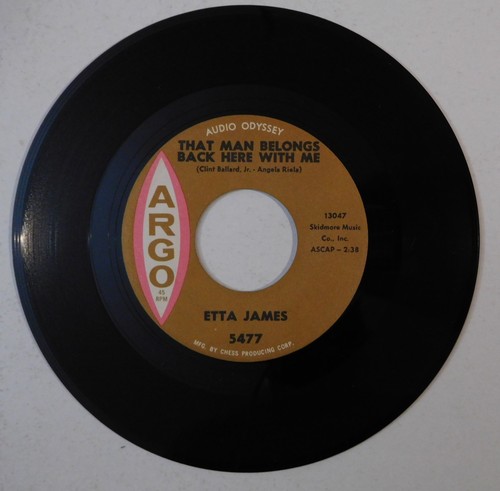 AUDIO ODYSSEY
THAT MAN BELONGS
BACK HERE WITH ME
(Clint Ballard, Jr. - Angela Riela)
ARGO
45
RPM
13047
Skidmore Music
Co., Inc.
ASCAP - 2:38
ETTA JAMES
5477
MFG. BY CHESS PRODUCING CORP.